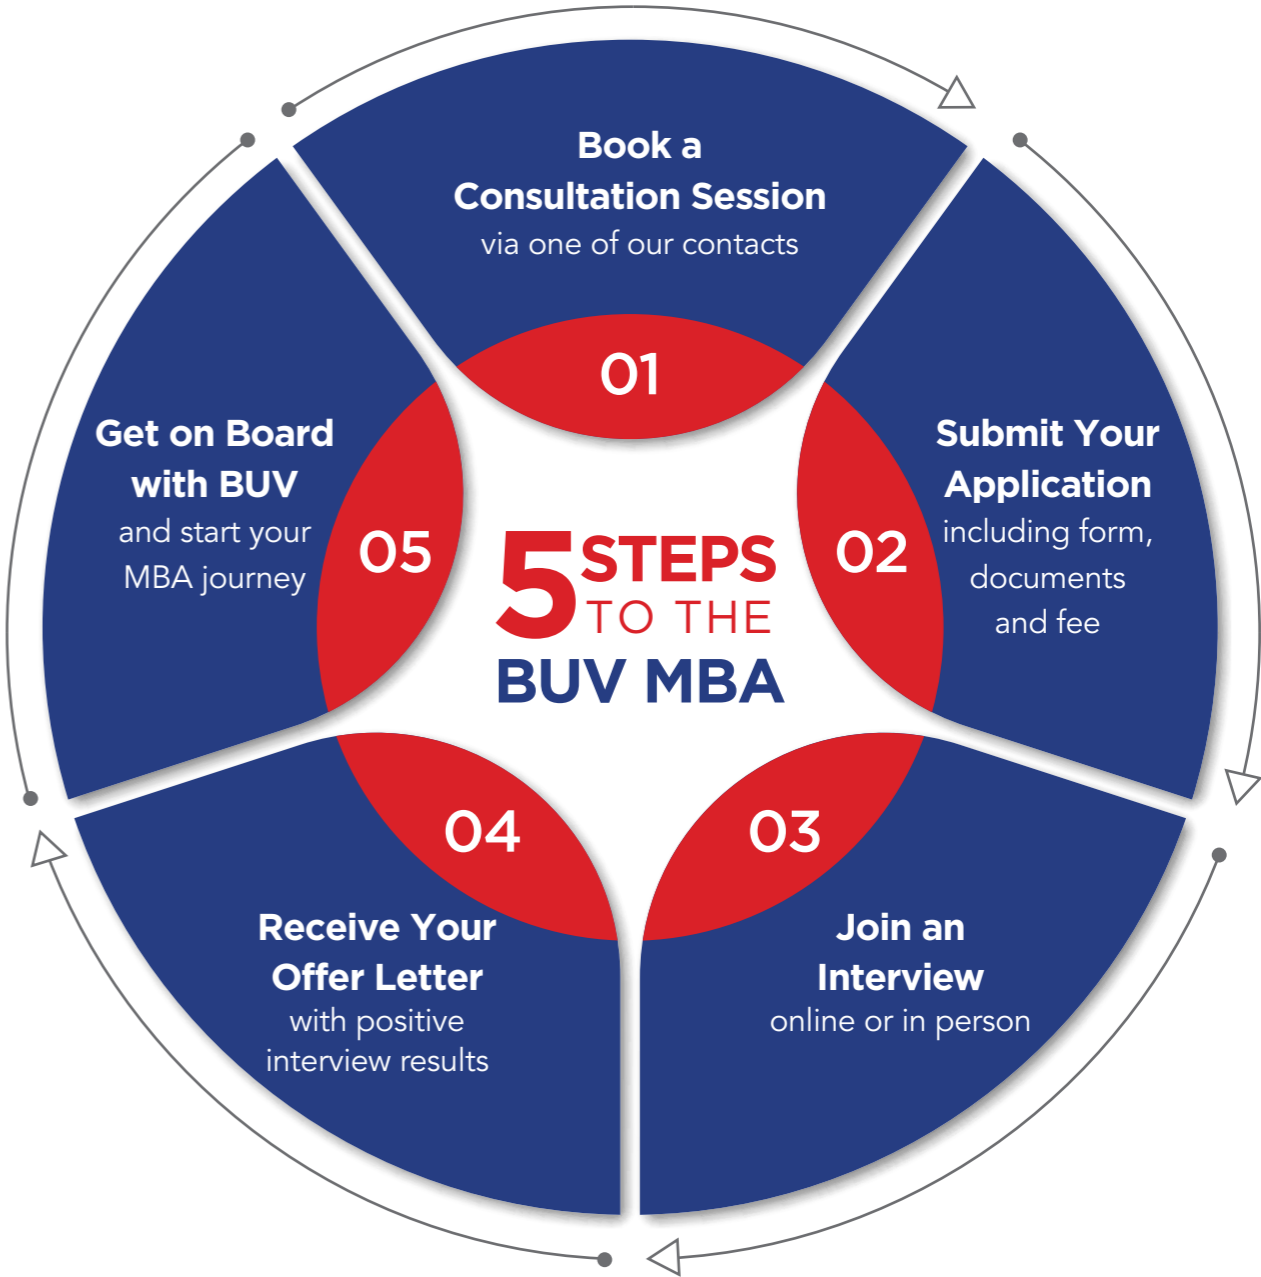 Book a
Consultation Session
via one of our contacts
01
Submit Your
Application
including form,
documents
and fee
02
Join an
Interview
online or in person
03
Receive Your
Offer Letter
with positive
interview results
04
Get on Board
with BUV
and start your
MBA journey
05
5 STEPS
TO THE
BUV MBA